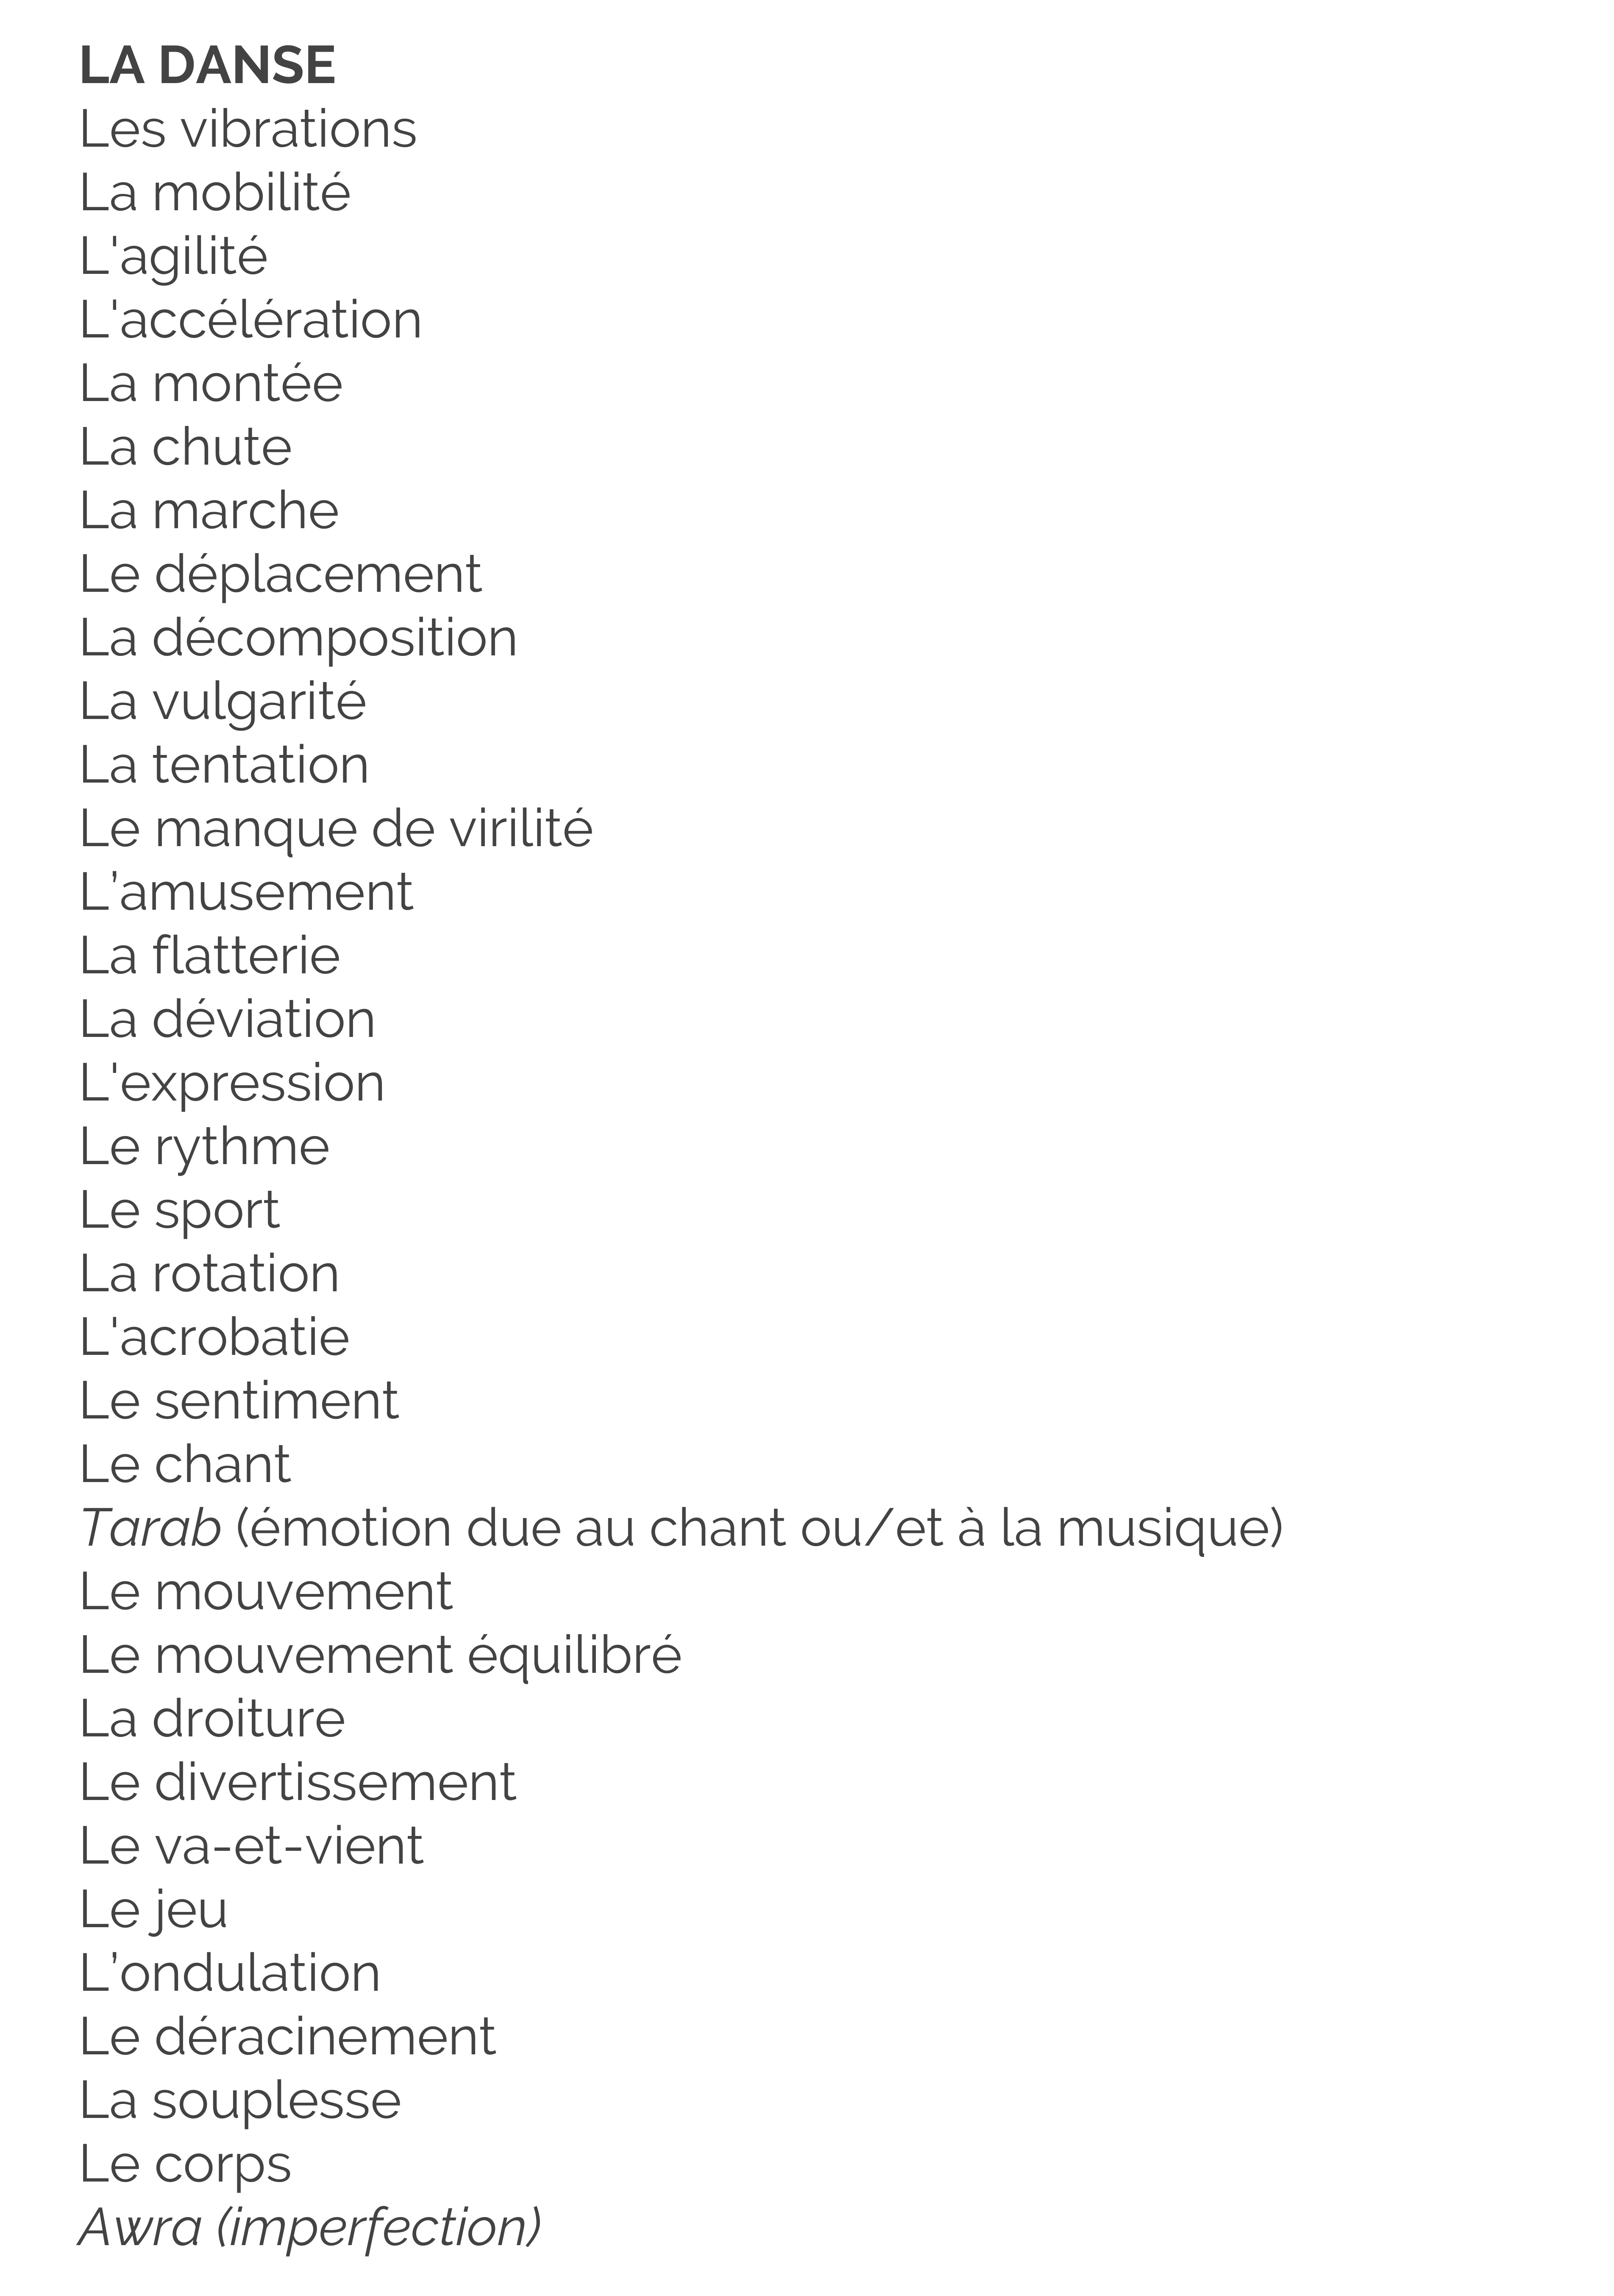 LA DANSE
Les vibrations
La mobilité
L'agilité
L'accélération
La montée
La chute
La marche
Le déplacement
La décomposition
La vulgarité
La tentation
Le manque de virilité
L’amusement
La flatterie
La déviation
L'expression
Le rythme
Le sport
La rotation
L'acrobatie
Le sentiment
Le chant
Tarab (émotion due au chant ou/et à la musique)
Le mouvement
Le mouvement équilibré
La droiture
Le divertissement
Le va-et-vient
Le jeu
L’ondulation
Le déracinement
La souplesse
Le corps
Awra (imperfection)